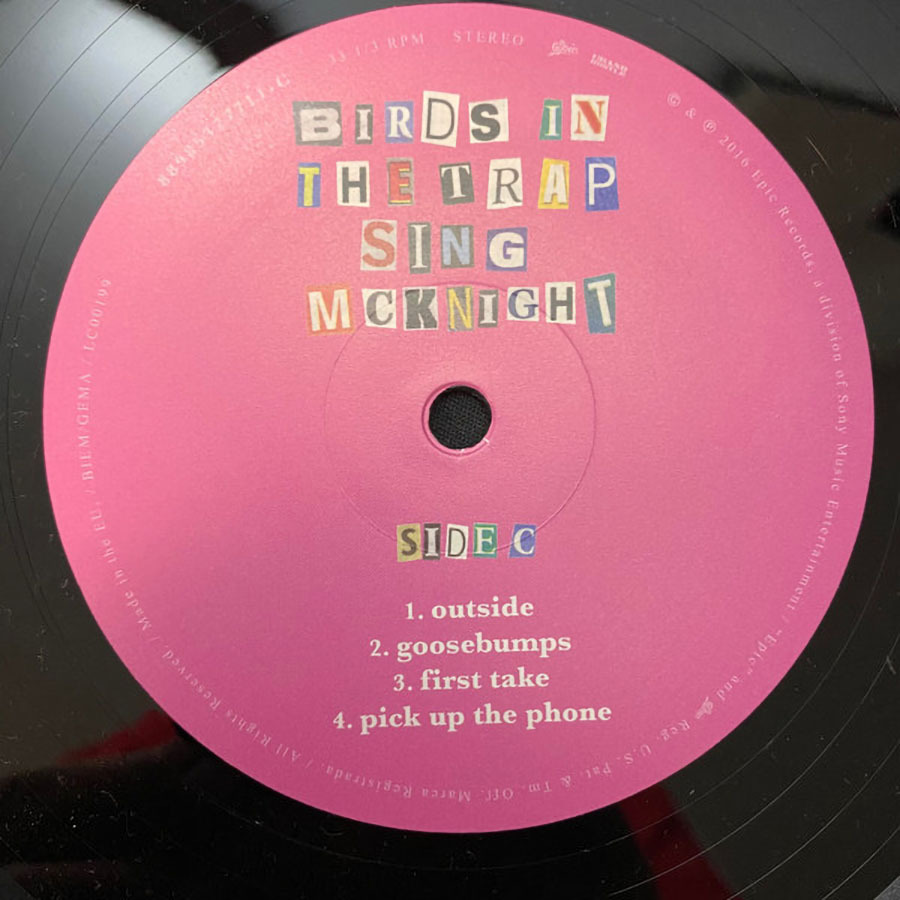 33 1/3 RPM STEREO
BIRDS IN
THE TRAP
SING
MCKNIGHT
SIDE C
1. outside
2. goosebumps
3. first take
4. pick up the phone
© & ℗ 2016 Epic Records, a division of Sony Music Entertainment / "Epic" and Epic Reg. U.S. Pat. & Tm. Off. Marca Registrada. / All Rights Reserved. / Made in the EU / BIEM/GEMA / LC00199